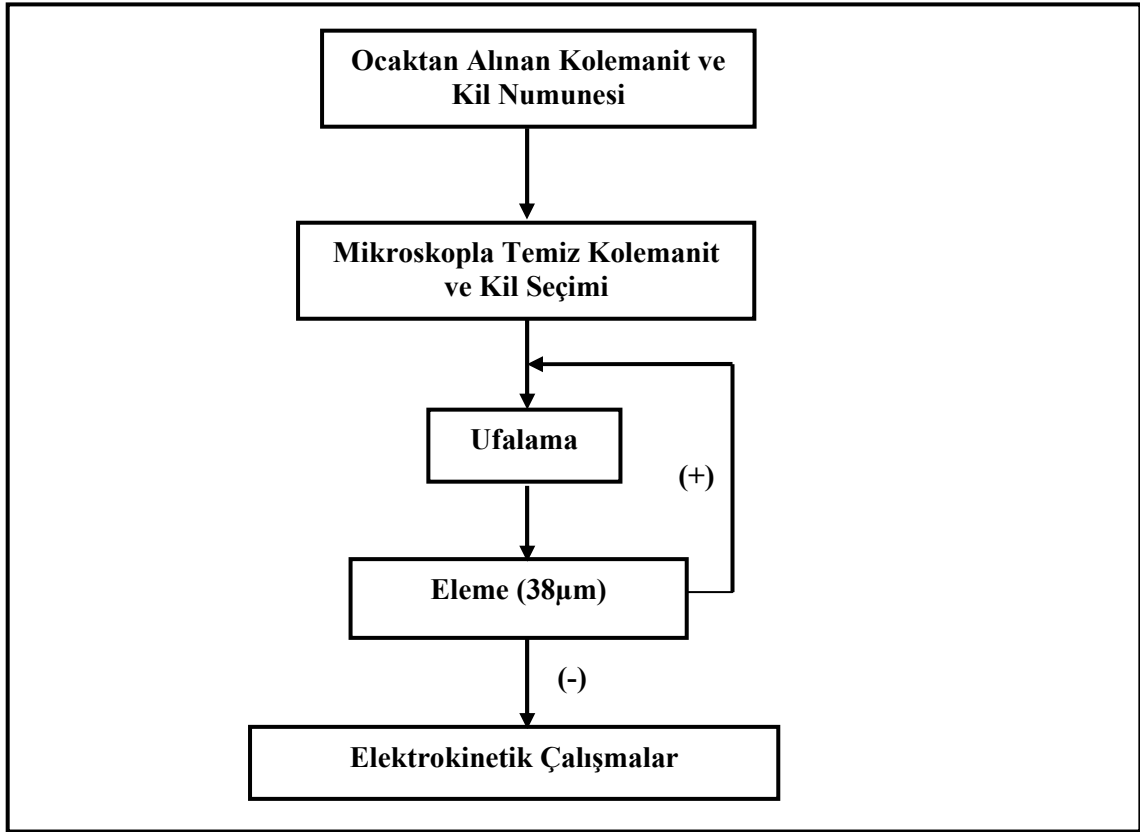 Ocaktan Alınan Kolemanit ve
Kil Numunesi
Mikroskopla Temiz Kolemanit
ve Kil Seçimi
Ufalama
(+)
Eleme (38µm)
(-)
Elektrokinetik Çalışmalar